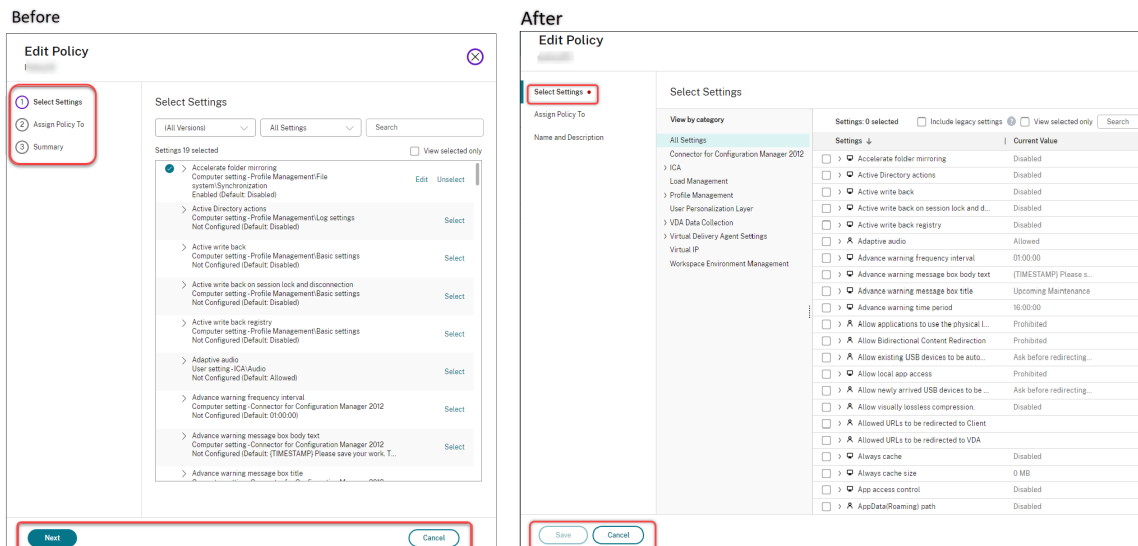 Before
Edit Policy
1 Select Settings
2 Assign Policy To
3 Summary
Select Settings
(All Versions)
All Settings
Search
Settings 19 selected
View selected only
Accelerate folder mirroring
Computer setting - Profile Management\File
system\Synchronization
Enabled (Default: Disabled)
Edit Unselect
Active Directory actions
Computer setting - Profile Management\Log settings
Not Configured (Default: Disabled)
Select
Active write back
Computer setting - Profile Management\Basic settings
Not Configured (Default: Disabled)
Select
Active write back on session lock and disconnection
Computer setting - Profile Management\Basic settings
Not Configured (Default: Disabled)
Select
Active write back registry
Computer setting - Profile Management\Basic settings
Not Configured (Default: Disabled)
Select
Adaptive audio
User setting - ICA\Audio
Not Configured (Default: Allowed)
Select
Advance warning frequency interval
Computer setting - Connector for Configuration Manager 2012
Not Configured (Default: 01:00:00)
Select
Advance warning message box body text
Computer setting - Connector for Configuration Manager 2012
Not Configured (Default: {TIMESTAMP} Please save your work. T...
Select
Advance warning message box title
Next
Cancel
After
Edit Policy
Select Settings
Assign Policy To
Name and Description
Select Settings
View by category
All Settings
Connector for Configuration Manager 2012
ICA
Load Management
Profile Management
User Personalization Layer
VDA Data Collection
Virtual Delivery Agent Settings
Virtual IP
Workspace Environment Management
Settings: 0 selected
Include legacy settings
View selected only
Search
Settings ↓ Current Value
Accelerate folder mirroring Disabled
Active Directory actions Disabled
Active write back Disabled
Active write back on session lock and d... Disabled
Active write back registry Disabled
Adaptive audio Allowed
Advance warning frequency interval 01:00:00
Advance warning message box body text {TIMESTAMP} Please s...
Advance warning message box title Upcoming Maintenance
Advance warning time period 16:00:00
Allow applications to use the physical l... Prohibited
Allow Bidirectional Content Redirection Prohibited
Allow existing USB devices to be auto... Ask before redirecting...
Allow local app access Prohibited
Allow newly arrived USB devices to be ... Ask before redirecting...
Allow visually lossless compression. Disabled
Allowed URLs to be redirected to Client
Allowed URLs to be redirected to VDA
Always cache Disabled
Always cache size 0 MB
App access control Disabled
AppData(Roaming) path Disabled
Save
Cancel